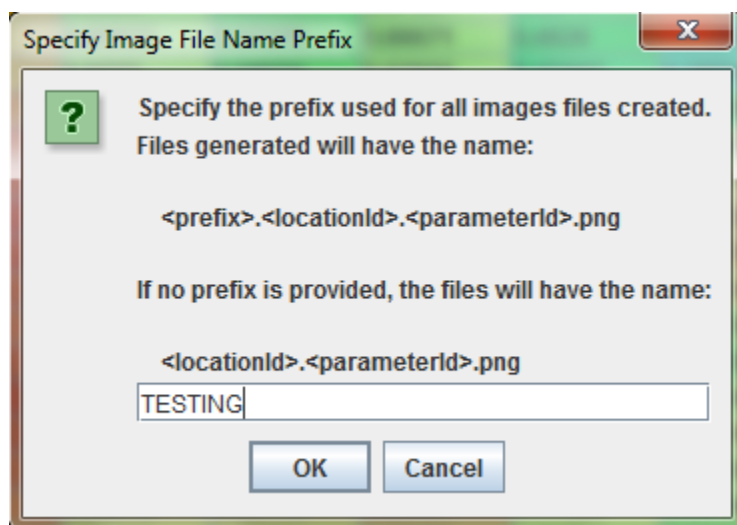 Specify Image File Name Prefix
Specify the prefix used for all images files created.
Files generated will have the name:
<prefix>.<locationId>.<parameterId>.png
If no prefix is provided, the files will have the name:
<locationId>.<parameterId>.png
TESTING
OK
Cancel